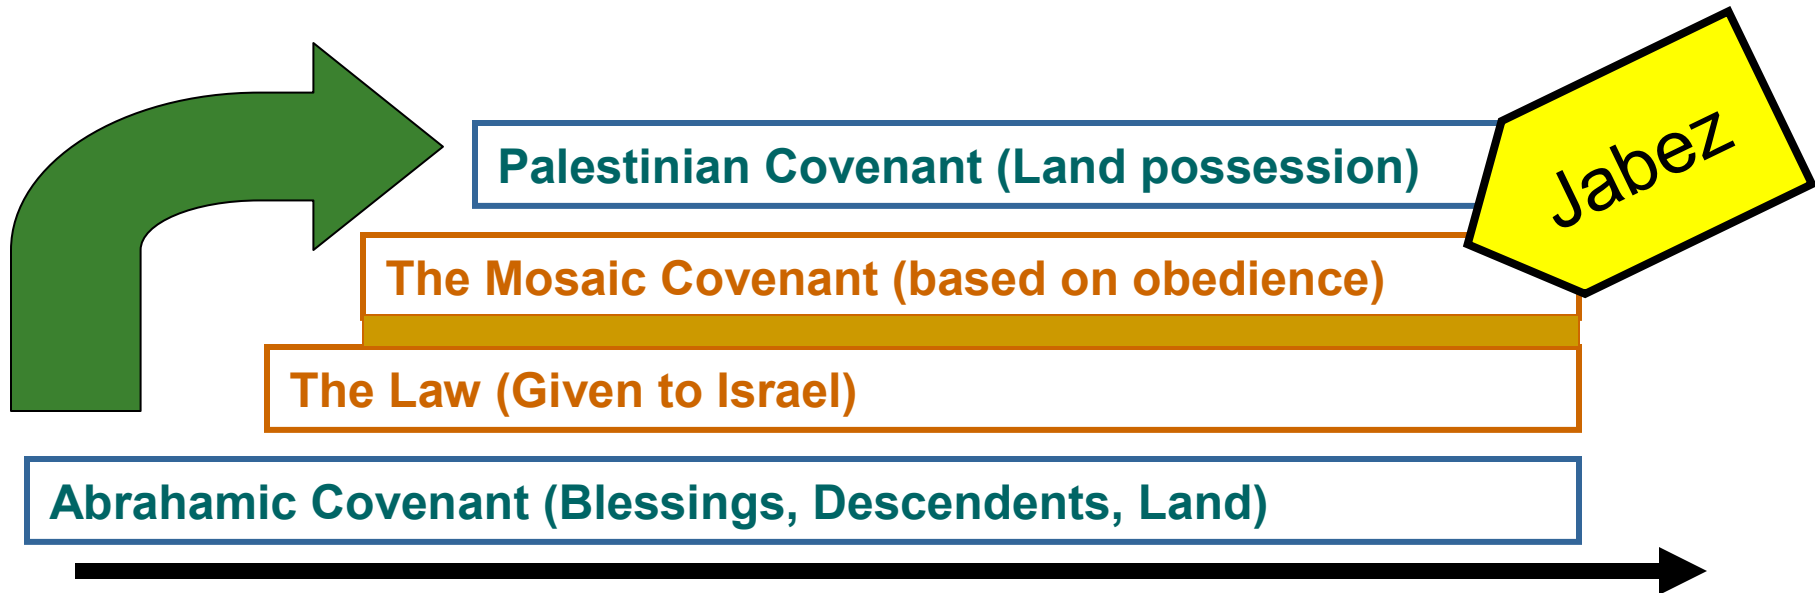 Jabez
Palestinian Covenant (Land possession)
The Mosaic Covenant (based on obedience)
The Law (Given to Israel)
Abrahamic Covenant (Blessings, Descendents, Land)